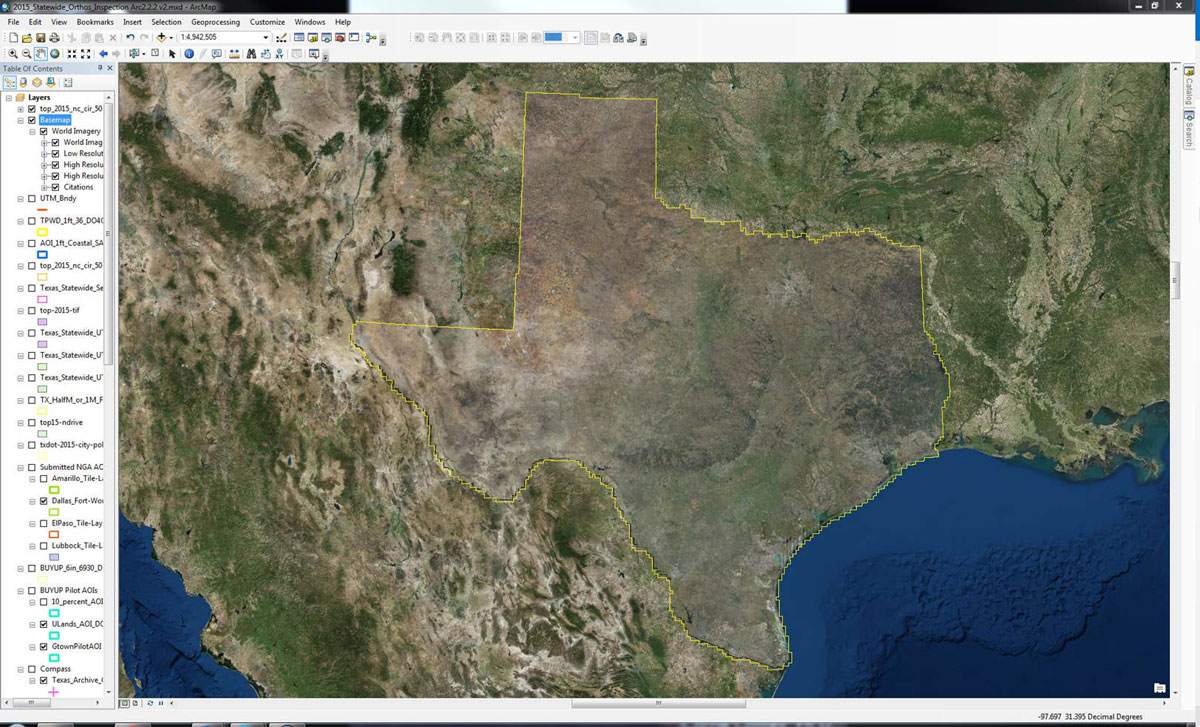 2015_Statewide_Orthos_Inspection Arc2.2.2 v2.mxd - ArcMap
File Edit View Bookmarks Insert Selection Geoprocessing Customize Windows Help
1:4,942,505
Table Of Contents
Layers
top_2015_nc_cir_50
Basemap
World Imagery
World Imag
Low Resolut
High Resolu
High Resolu
Citations
UTM_Bndy
TPWD_1ft_36_DO4
AOI_1ft_Coastal_SA
top_2015_nc_cir_50
Texas_Statewide_Se
top-2015-tif
Texas_Statewide_U
Texas_Statewide_U
Texas_Statewide_U
TX_HalfM_or_1M_F
top15-ndrive
txdot-2015-city-pol
Submitted NGA AO
Amarillo_Tile-L
Dallas_Fort-Wo
ElPaso_Tile-Lay
Lubbock_Tile-L
BUYUP_6in_6930_D
BUYUP Pilot AOIs
10_percent_AOI
ULands_AOI_DO
GtownPilotAOI
Compass
Texas_Archive_
Catalog
Search
-97.697 31.395 Decimal Degrees